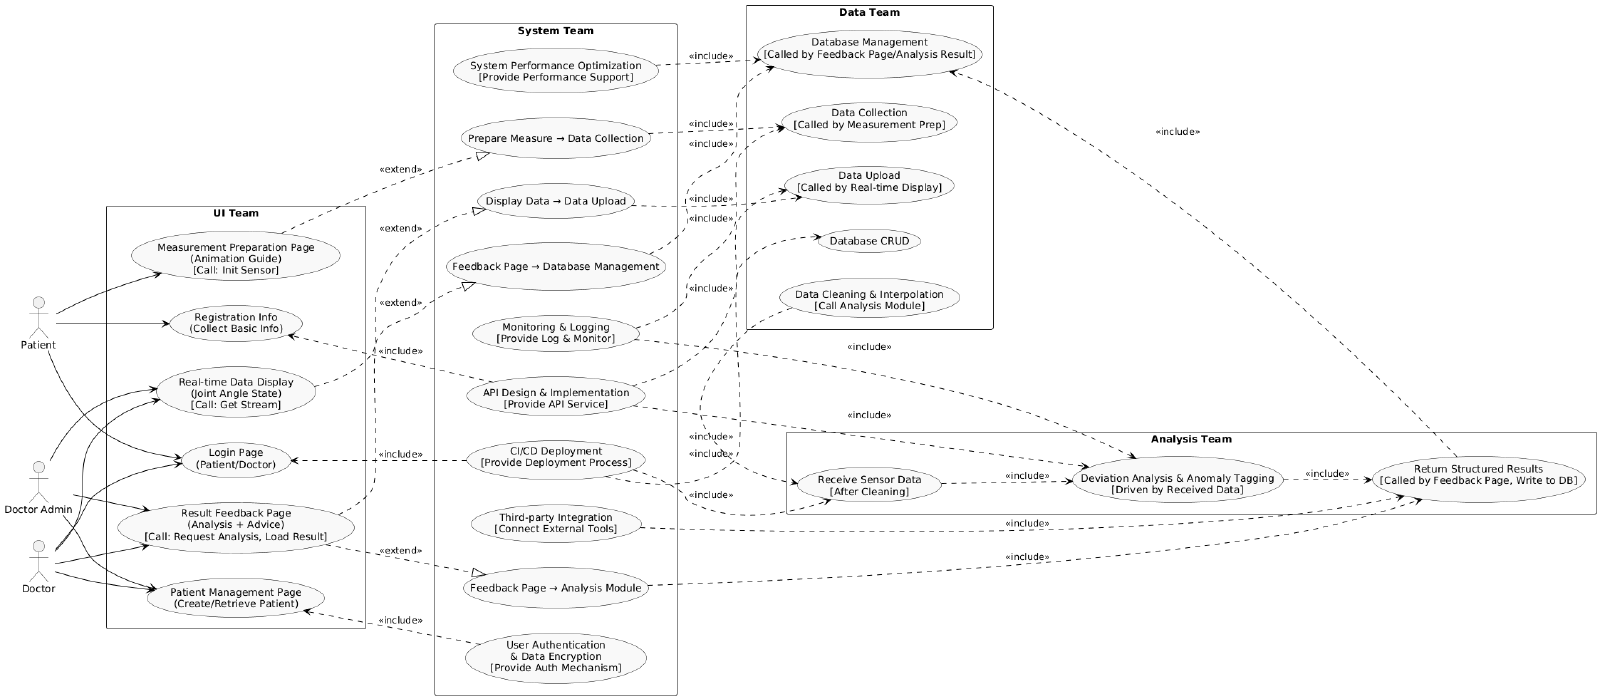 UI Team
Measurement Preparation Page
(Animation Guide)
[Call: Init Sensor]
Registration Info
(Collect Basic Info)
Real-time Data Display
(Joint Angle State)
[Call: Get Stream]
Login Page
(Patient/Doctor)
Result Feedback Page
(Analysis + Advice)
[Call: Request Analysis, Load Result]
Patient Management Page
(Create/Retrieve Patient)
Patient
Doctor Admin
Doctor
«extend»
«extend»
«extend»
«include»
«include»
«extend»
«include»
System Team
System Performance Optimization
[Provide Performance Support]
Prepare Measure → Data Collection
Display Data → Data Upload
Feedback Page → Database Management
Monitoring & Logging
[Provide Log & Monitor]
API Design & Implementation
[Provide API Service]
CI/CD Deployment
[Provide Deployment Process]
Third-party Integration
[Connect External Tools]
Feedback Page → Analysis Module
User Authentication
& Data Encryption
[Provide Auth Mechanism]
«include»
«include»
«include»
«include»
«include»
«include»
«include»
«include»
«include»
Data Team
Database Management
[Called by Feedback Page/Analysis Result]
Data Collection
[Called by Measurement Prep]
Data Upload
[Called by Real-time Display]
Database CRUD
Data Cleaning & Interpolation
[Call Analysis Module]
«include»
«include»
«include»
Analysis Team
Receive Sensor Data
[After Cleaning]
«include»
Deviation Analysis & Anomaly Tagging
[Driven by Received Data]
«include»
Return Structured Results
[Called by Feedback Page, Write to DB]
«include»
«include»